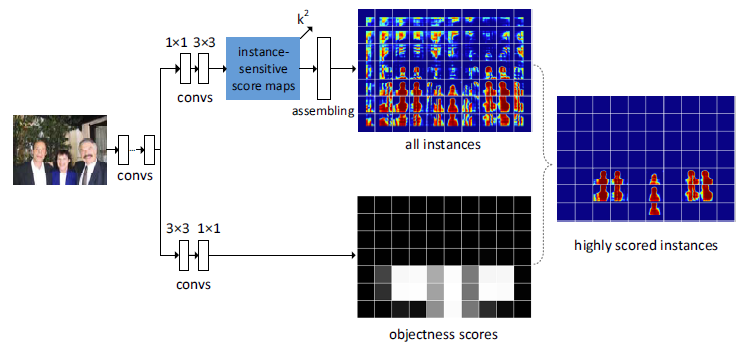 k²
1×1 3×3
instance-
sensitive
score maps
convs
assembling
all instances
convs
highly scored instances
3×3 1×1
convs
objectness scores